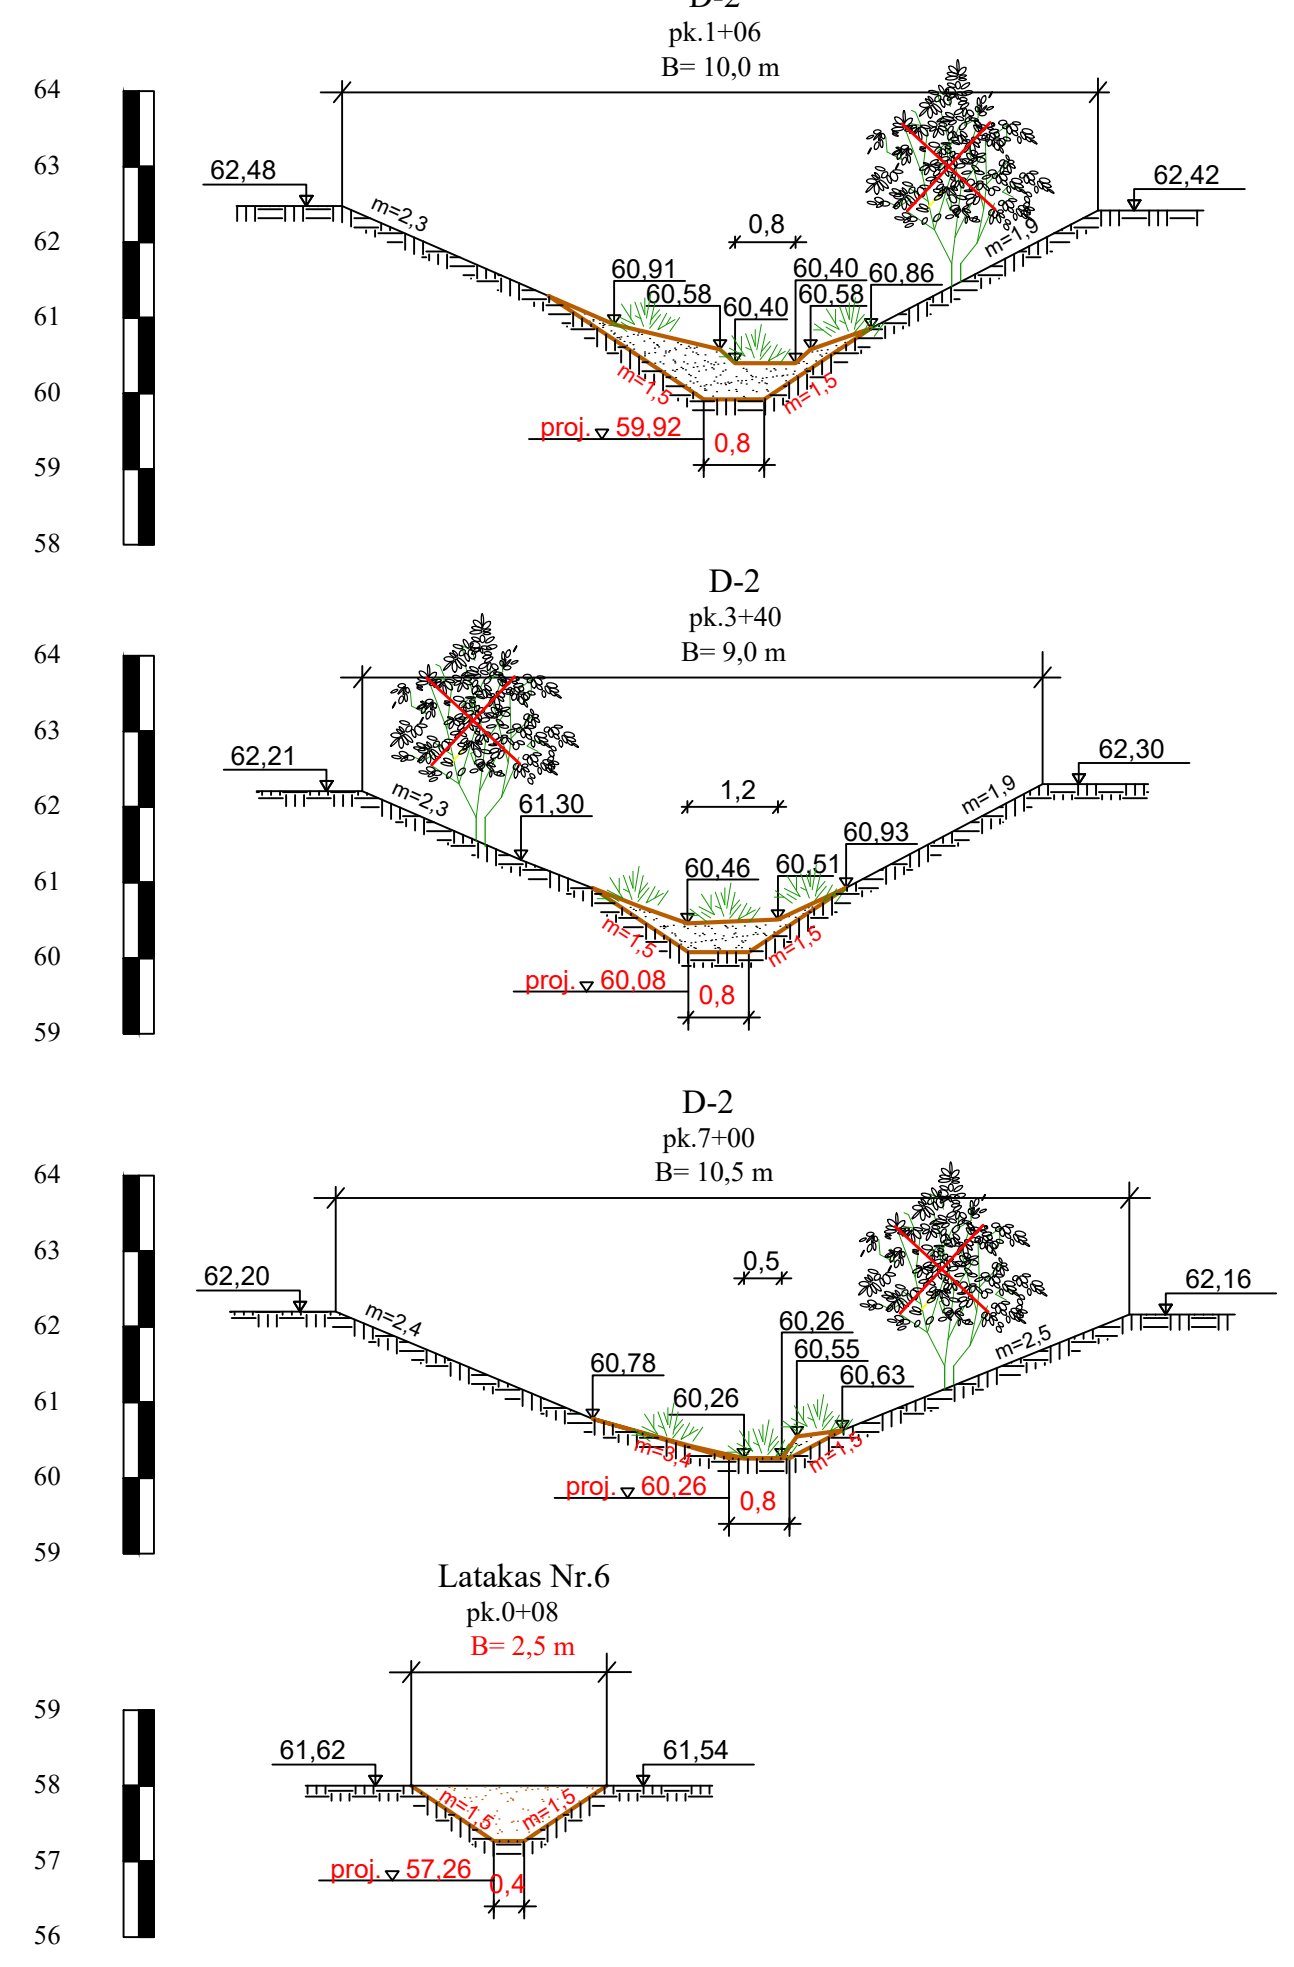 D-2
pk.1+06
B= 10,0 m
64
63
62
61
60
59
58
62,48
m=2,3
0,8
60,91
60,58
60,40
60,40
60,58
60,86
m=1,9
62,42
m=1,5
m=1,5
proj. 59,92
0,8
D-2
pk.3+40
B= 9,0 m
64
63
62
61
60
59
62,21
m=2,3
61,30
1,2
60,46
60,51
60,93
m=1,9
62,30
m=1,5
m=1,5
proj. 60,08
0,8
D-2
pk.7+00
B= 10,5 m
64
63
62
61
60
59
62,20
m=2,4
60,78
0,5
60,26
60,26
60,55
60,63
m=2,5
62,16
m=3,4
m=1,5
proj. 60,26
0,8
Latakas Nr.6
pk.0+08
B= 2,5 m
59
58
57
56
61,62
61,54
m=1,5
m=1,5
proj. 57,26
0,4